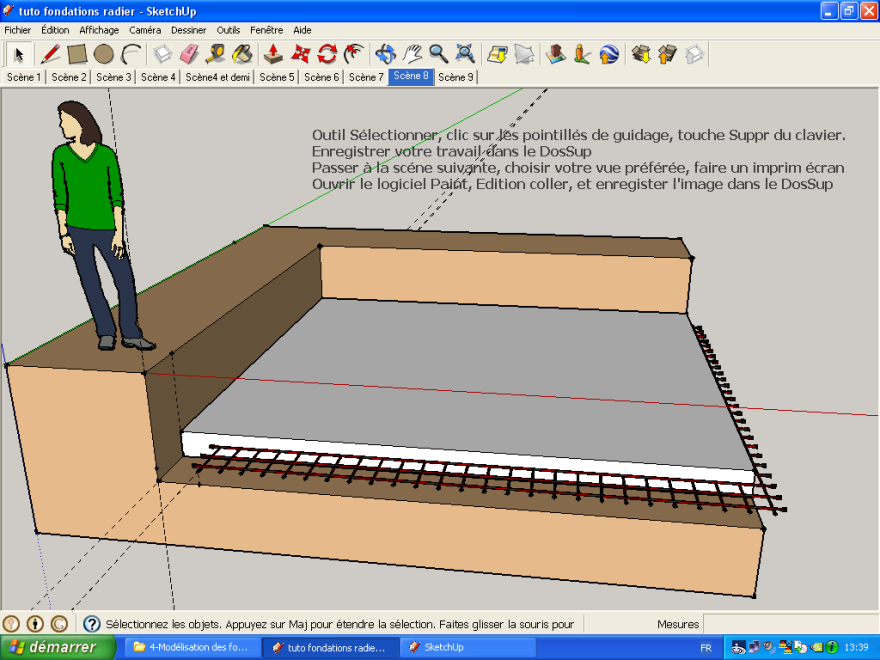 tuto fondations radier - SketchUp
Fichier Édition Affichage Caméra Dessiner Outils Fenêtre Aide
Scène 1 Scène 2 Scène 3 Scène 4 Scène4 et demi Scène 5 Scène 6 Scène 7 Scène 8 Scène 9
Outil Sélectionner, clic sur les pointillés de guidage, touche Suppr du clavier.
Enregistrer votre travail dans le DosSup
Passer à la scéne suivante, choisir votre vue préférée, faire un imprim écran
Ouvrir le logiciel Paint, Edition coller, et enregister l'image dans le DosSup
Sélectionnez les objets. Appuyez sur Maj pour étendre la sélection. Faites glisser la souris pour
Mesures
démarrer
4-Modélisation des fo...
tuto fondations radie...
SketchUp
FR
13:39